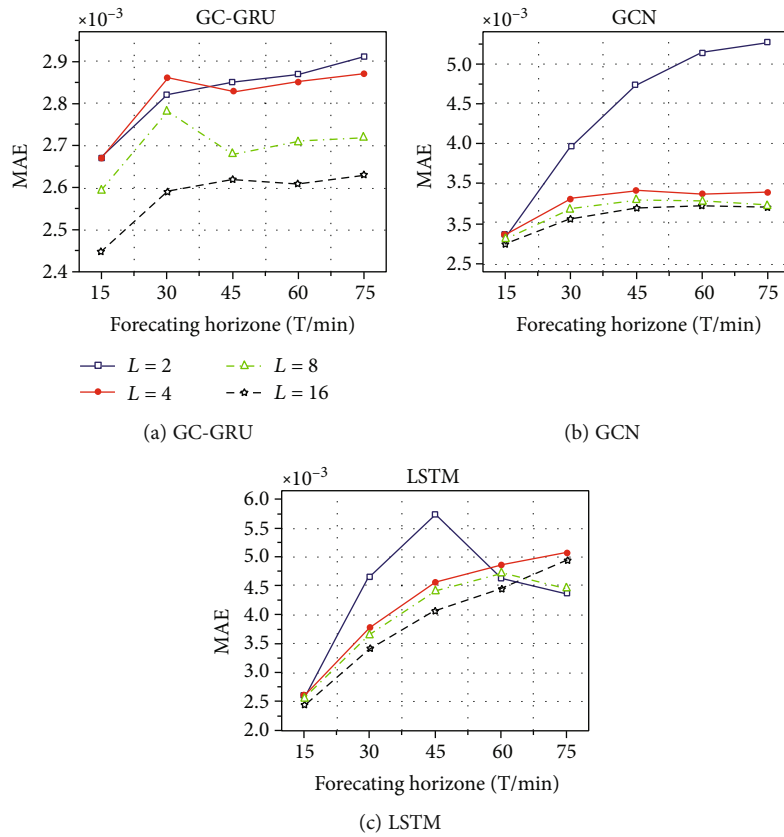 GC-GRU
×10⁻³
2.9
2.8
2.7
2.6
2.5
2.4
MAE
15 30 45 60 75
Forecating horizone (T/min)
L = 2
L = 4
L = 8
L = 16
(a) GC-GRU
GCN
×10⁻³
5.0
4.5
4.0
3.5
3.5
2.5
MAE
15 30 45 60 75
Forecating horizone (T/min)
(b) GCN
LSTM
×10⁻³
6.0
5.5
5.0
4.5
4.0
3.5
3.0
2.5
2.0
MAE
15 30 45 60 75
Forecating horizone (T/min)
(c) LSTM